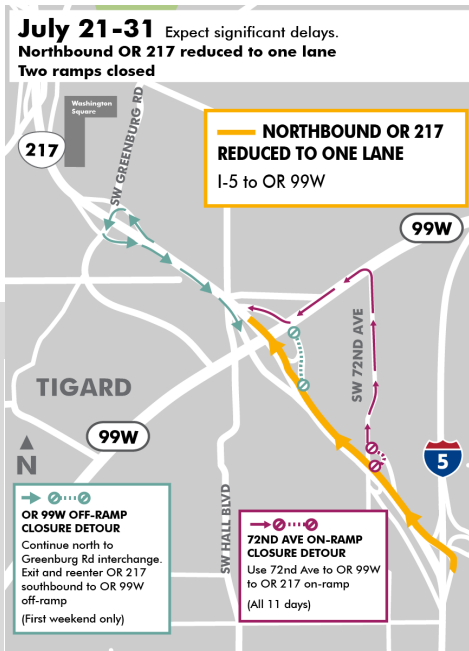 July 21-31 Expect significant delays.
Northbound OR 217 reduced to one lane
Two ramps closed
Washington
Square
217
SW GREENBURG RD
NORTHBOUND OR 217
REDUCED TO ONE LANE
I-5 to OR 99W
99W
SW 72ND AVE
TIGARD
99W
N
5
SW HALL BLVD
OR 99W OFF-RAMP
CLOSURE DETOUR
Continue north to
Greenburg Rd interchange.
Exit and reenter OR 217
southbound to OR 99W
off-ramp
(First weekend only)
72ND AVE ON-RAMP
CLOSURE DETOUR
Use 72nd Ave to OR 99W
to OR 217 on-ramp
(All 11 days)